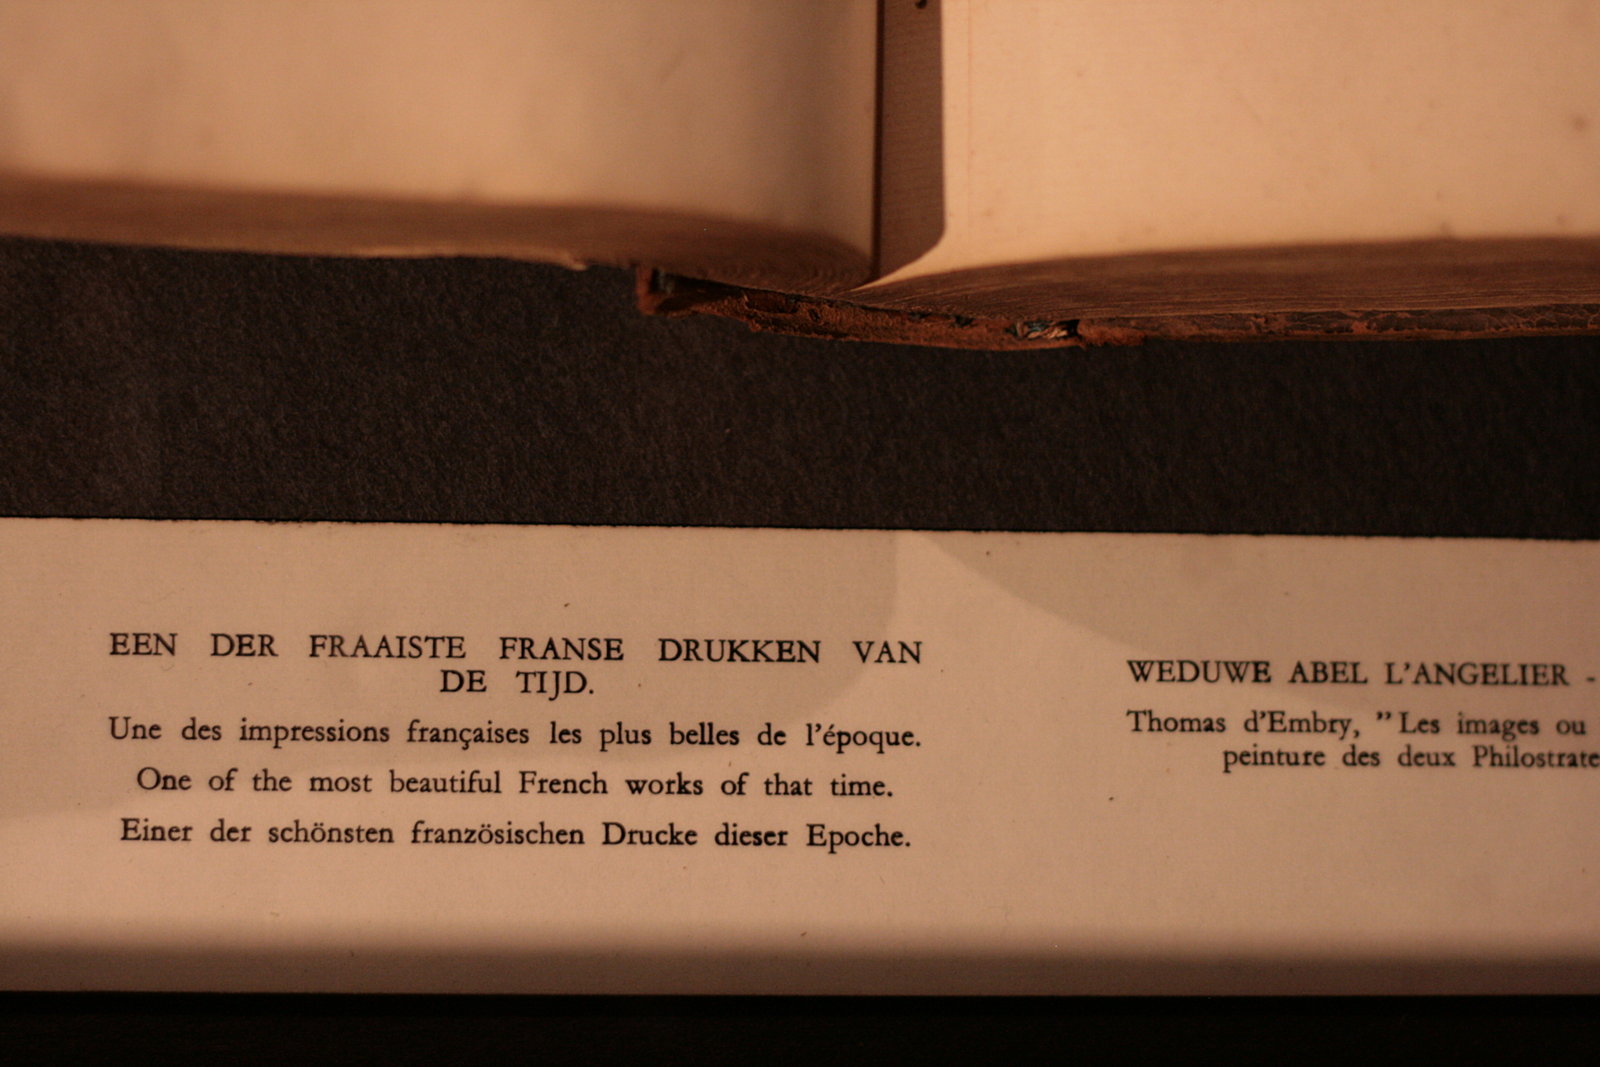 EEN DER FRAAISTE FRANSE DRUKKEN VAN
DE TIJD.
Une des impressions françaises les plus belles de l'époque.
One of the most beautiful French works of that time.
Einer der schönsten französischen Drucke dieser Epoche.
WEDUWE ABEL L'ANGELIER -
Thomas d'Embry, ”Les images ou
peinture des deux Philostrate